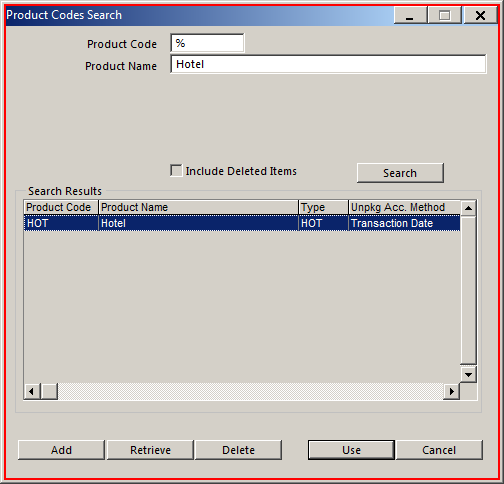 Product Codes Search
Product Code %
Product Name Hotel
Include Deleted Items Search
Search Results
Product Code Product Name Type Unpkg Acc. Method
HOT Hotel HOT Transaction Date
Add Retrieve Delete Use Cancel